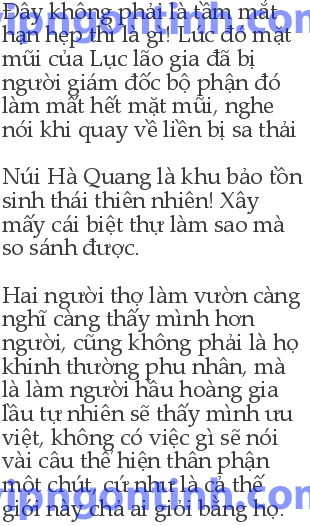 Đây không phải là tầm mắt
hạn hẹp thì là gì! Lúc đó mặt
mũi của Lục lão gia đã bị
người giám đốc bộ phận đó
làm mất hết mặt mũi, nghe
nói khi quay về liền bị sa thải
Núi Hà Quang là khu bảo tồn
sinh thái thiên nhiên! Xây
mấy cái biệt thự làm sao mà
so sánh được.
Hai người thợ làm vườn càng
nghĩ càng thấy mình hơn
người, cũng không phải là họ
khinh thường phu nhân, mà
là làm người hầu hoàng gia
lâu tự nhiên sẽ thấy mình ưu
việt, không có việc gì sẽ nói
vài câu thể hiện thân phận
một chút, cứ như là cả thế
giới này chả ai giỏi bằng họ.